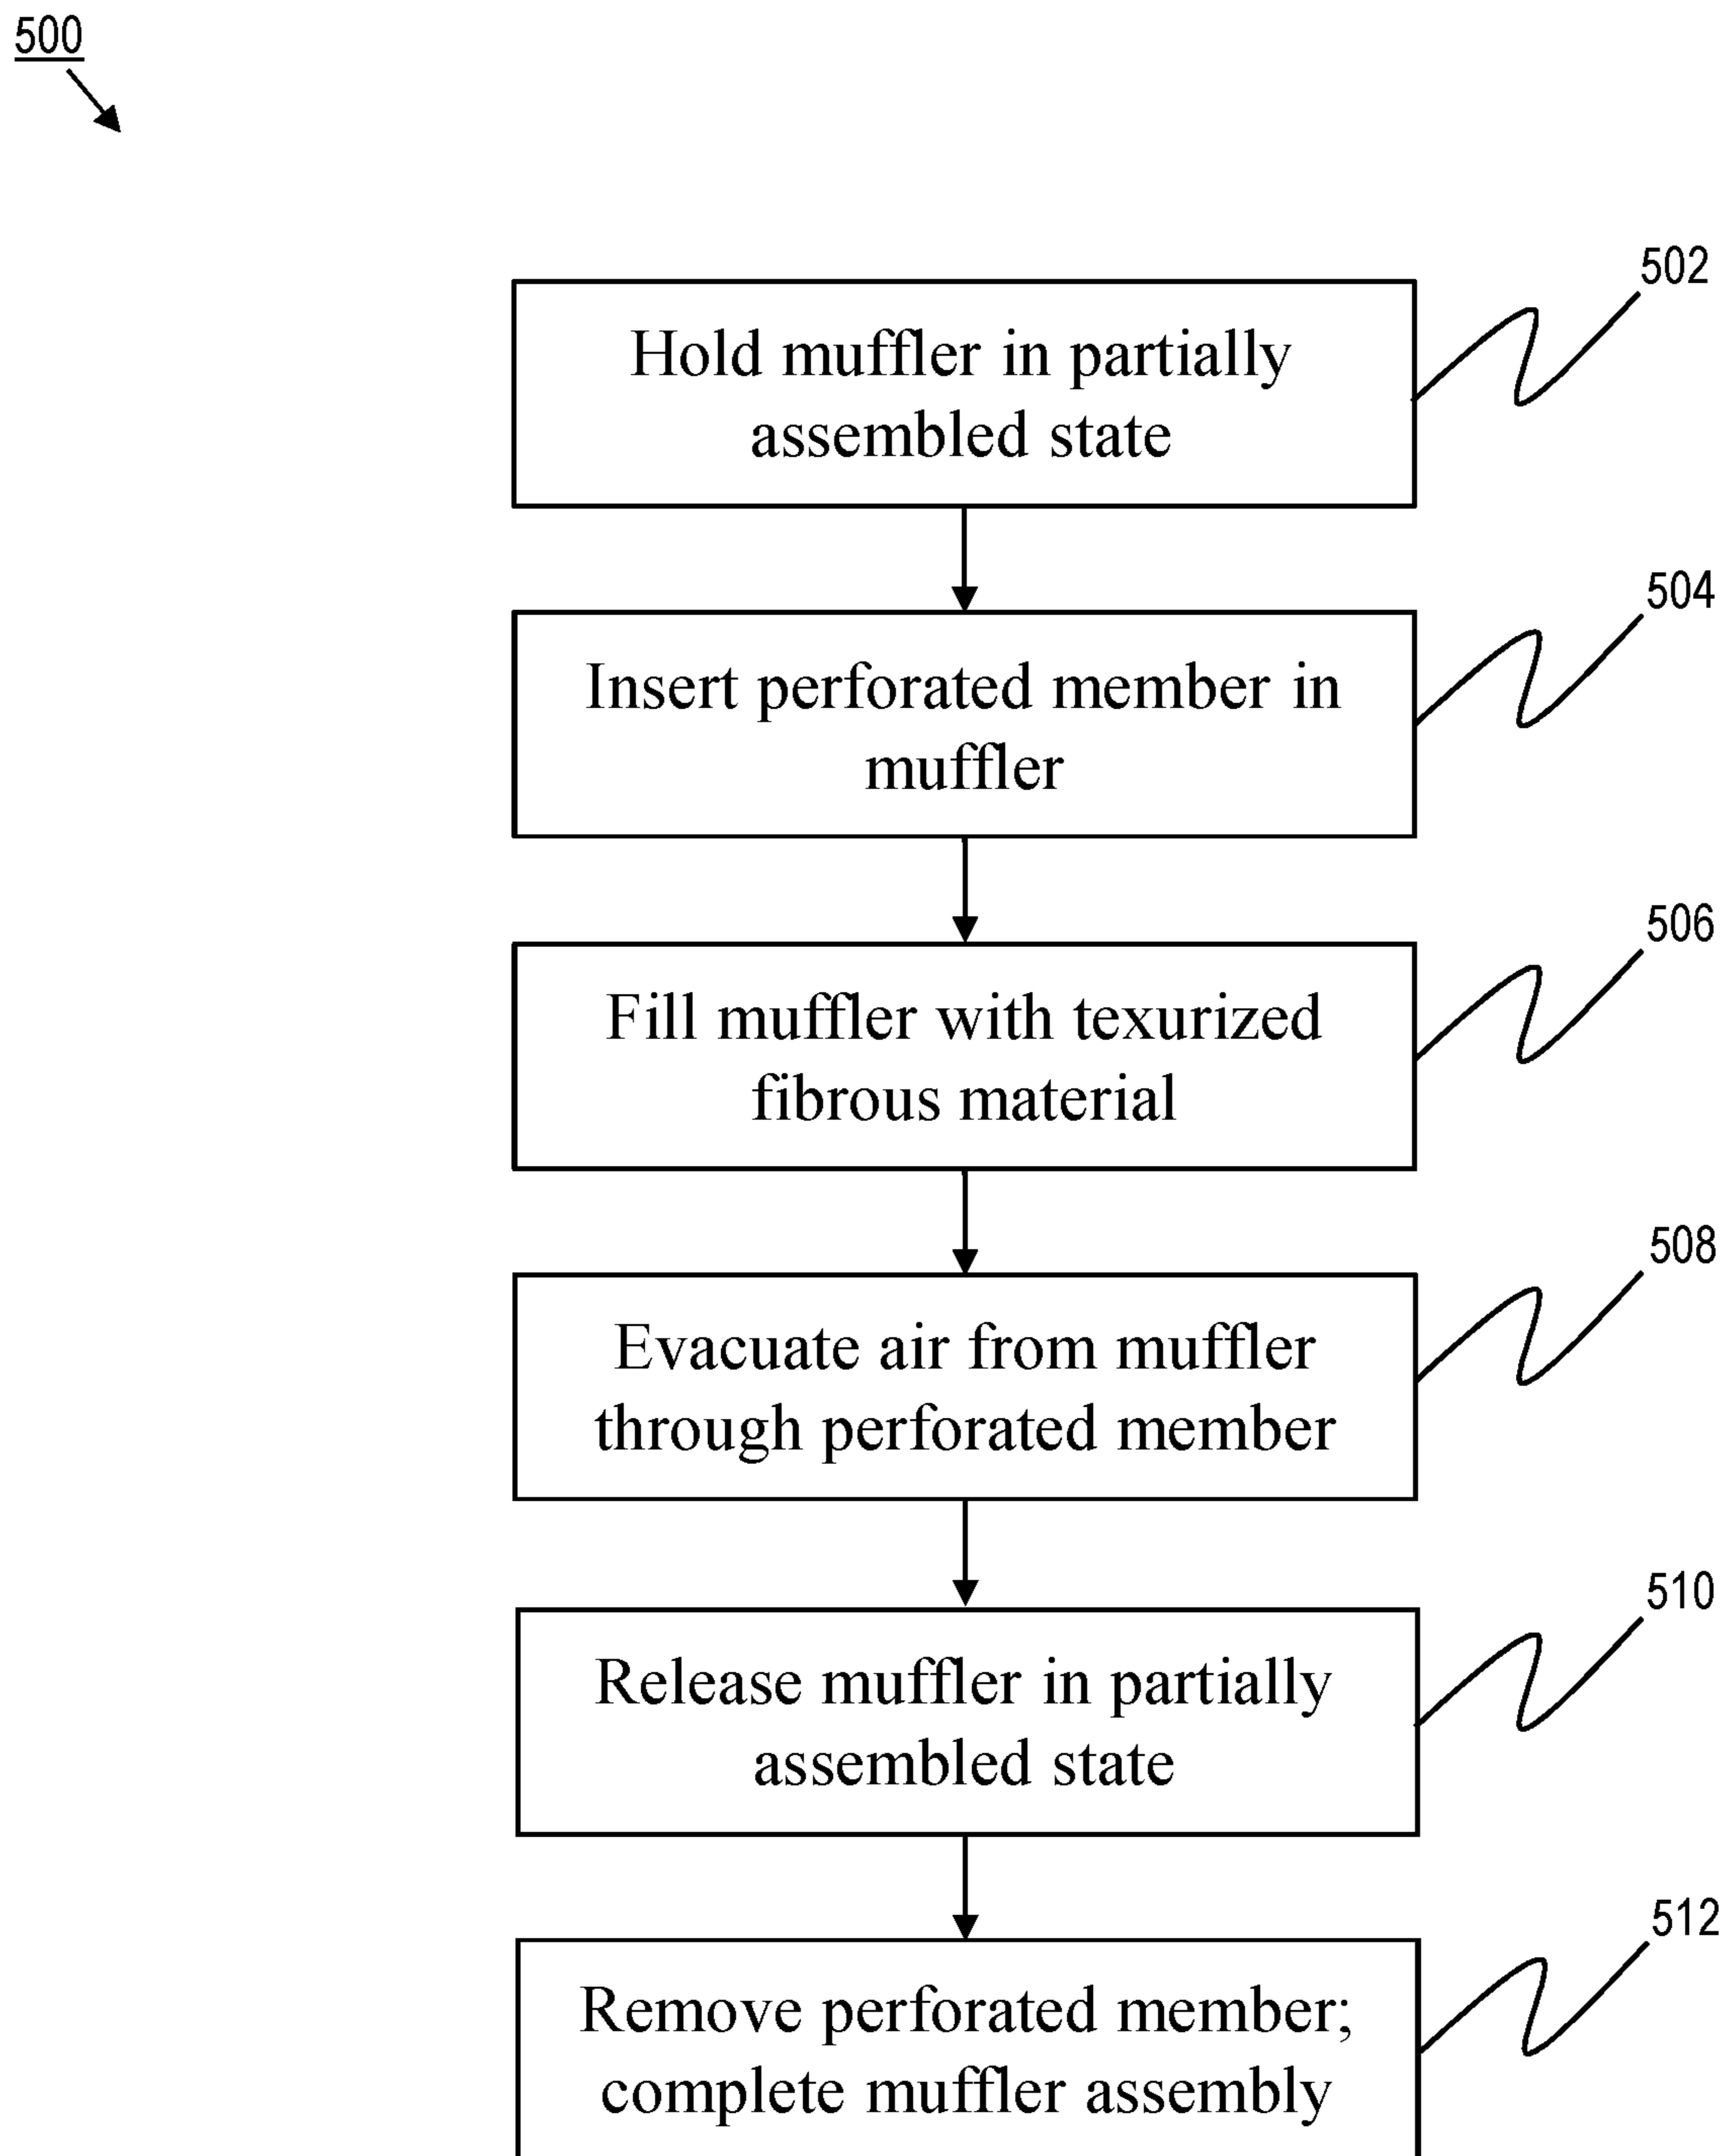 500
502
Hold muffler in partially
assembled state
504
Insert perforated member in
muffler
506
Fill muffler with texurized
fibrous material
508
Evacuate air from muffler
through perforated member
510
Release muffler in partially
assembled state
512
Remove perforated member;
complete muffler assembly